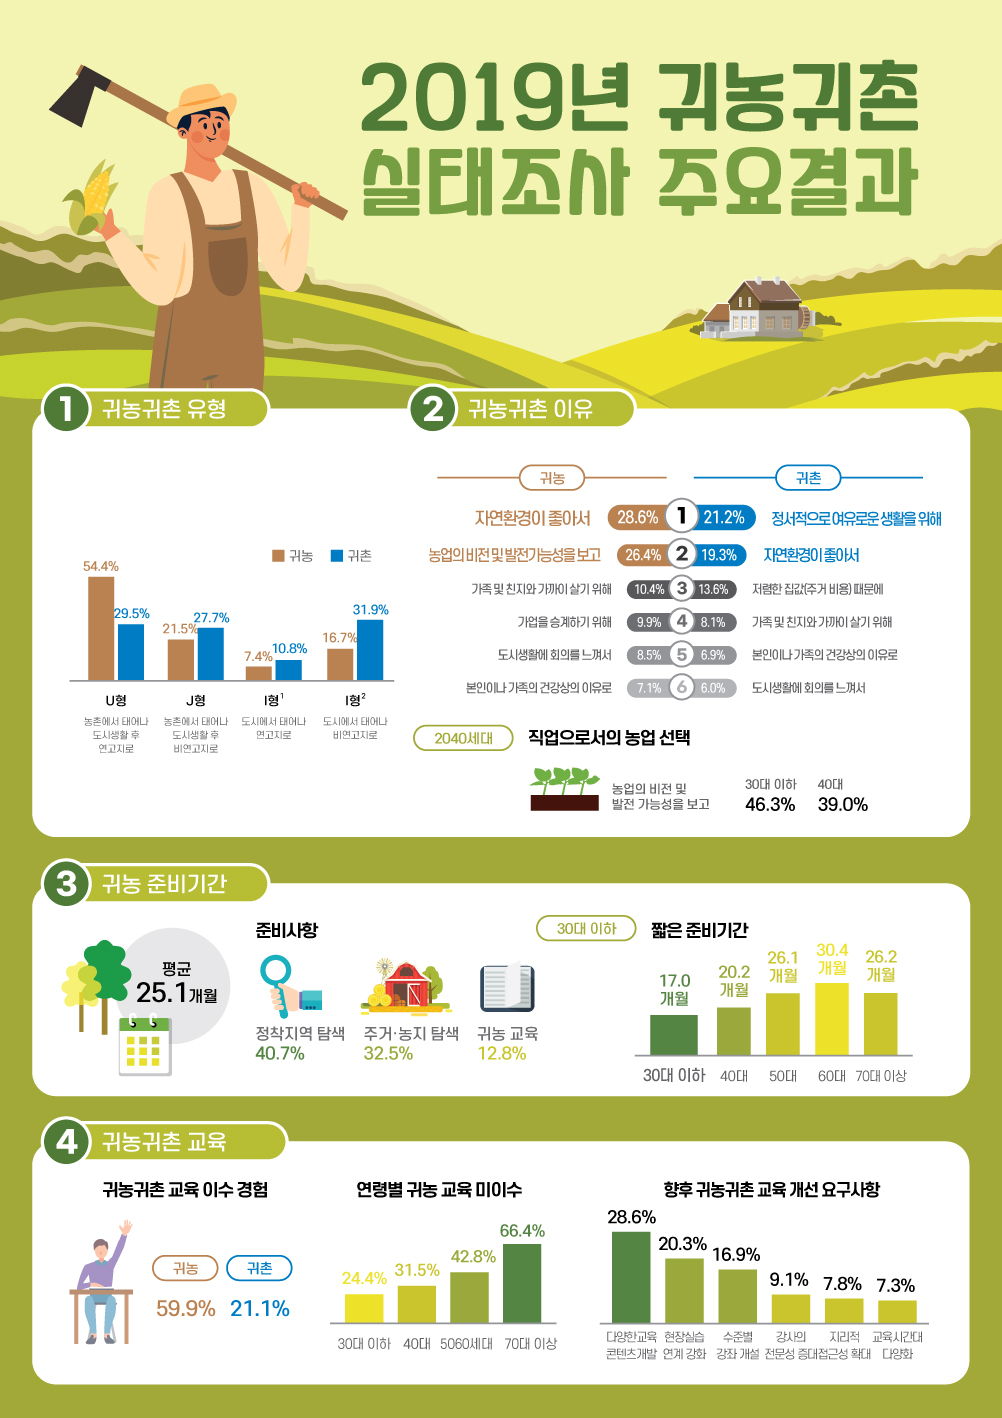 2019년 귀농귀촌
실태조사 주요결과
1 귀농귀촌 유형
귀농 귀촌
54.4% 29.5% 21.5% 27.7% 7.4% 10.8% 16.7% 31.9%
U형 J형 I형1 I형2
농촌에서 태어나 농촌에서 태어나 도시에서 태어나 도시에서 태어나
도시생활 후 도시생활 후 연고지로 비연고지로
연고지로 비연고지로
2 귀농귀촌 이유
귀농 귀촌
자연환경이 좋아서 28.6% 1 21.2% 정서적으로 여유로운 생활을 위해
농업의 비전 및 발전가능성을 보고 26.4% 2 19.3% 자연환경이 좋아서
가족 및 친지와 가까이 살기 위해 10.4% 3 13.6% 저렴한 집값(주거 비용) 때문에
가업을 승계하기 위해 9.9% 4 8.1% 가족 및 친지와 가까이 살기 위해
도시생활에 회의를 느껴서 8.5% 5 6.9% 본인이나 가족의 건강상의 이유로
본인이나 가족의 건강상의 이유로 7.1% 6 6.0% 도시생활에 회의를 느껴서
2040세대 직업으로서의 농업 선택
농업의 비전 및 30대 이하 40대
발전 가능성을 보고 46.3% 39.0%
3 귀농 준비기간
평균
25.1개월
준비사항
정착지역 탐색 주거·농지 탐색 귀농 교육
40.7% 32.5% 12.8%
30대 이하 짧은 준비기간
17.0 20.2 26.1 30.4 26.2
개월 개월 개월 개월 개월
30대 이하 40대 50대 60대 70대 이상
4 귀농귀촌 교육
귀농귀촌 교육 이수 경험
귀농 귀촌
59.9% 21.1%
연령별 귀농 교육 미이수
24.4% 31.5% 42.8% 66.4%
30대 이하 40대 5060세대 70대 이상
향후 귀농귀촌 교육 개선 요구사항
28.6% 20.3% 16.9% 9.1% 7.8% 7.3%
다양한교육 현장실습 수준별 강사의 지리적 교육시간대
콘텐츠개발 연계 강화 강좌 개설 전문성 증대 접근성 확대 다양화